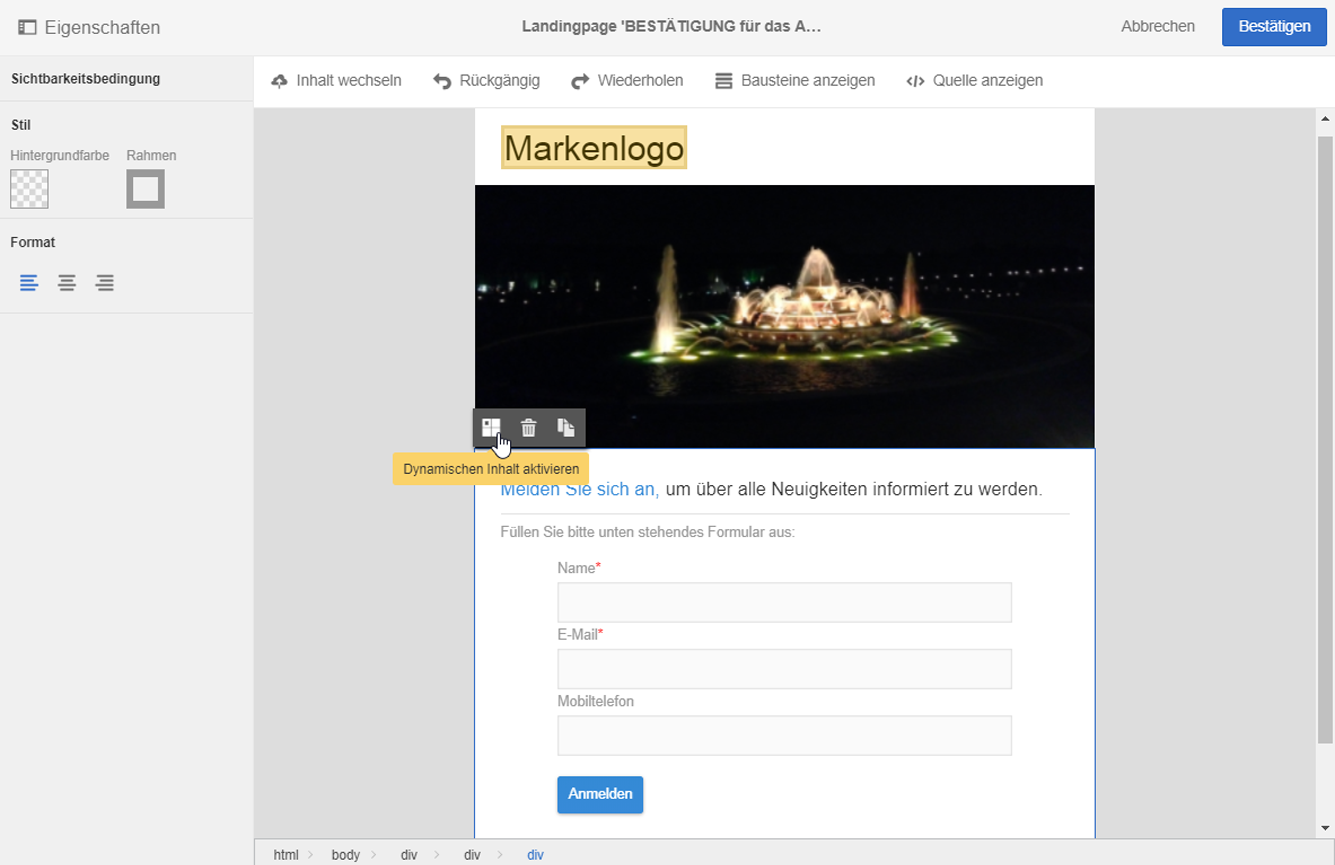 Eigenschaften
Landingpage 'BESTÄTIGUNG für das A...
Abbrechen
Bestätigen
Sichtbarkeitsbedingung
Inhalt wechseln
Rückgängig
Wiederholen
Bausteine anzeigen
Quelle anzeigen
Stil
Hintergrundfarbe
Rahmen
Format
Markenlogo
Dynamischen Inhalt aktivieren
Melden Sie sich an, um über alle Neuigkeiten informiert zu werden.
Füllen Sie bitte unten stehendes Formular aus:
Name*
E-Mail*
Mobiltelefon
Anmelden
html body div div div